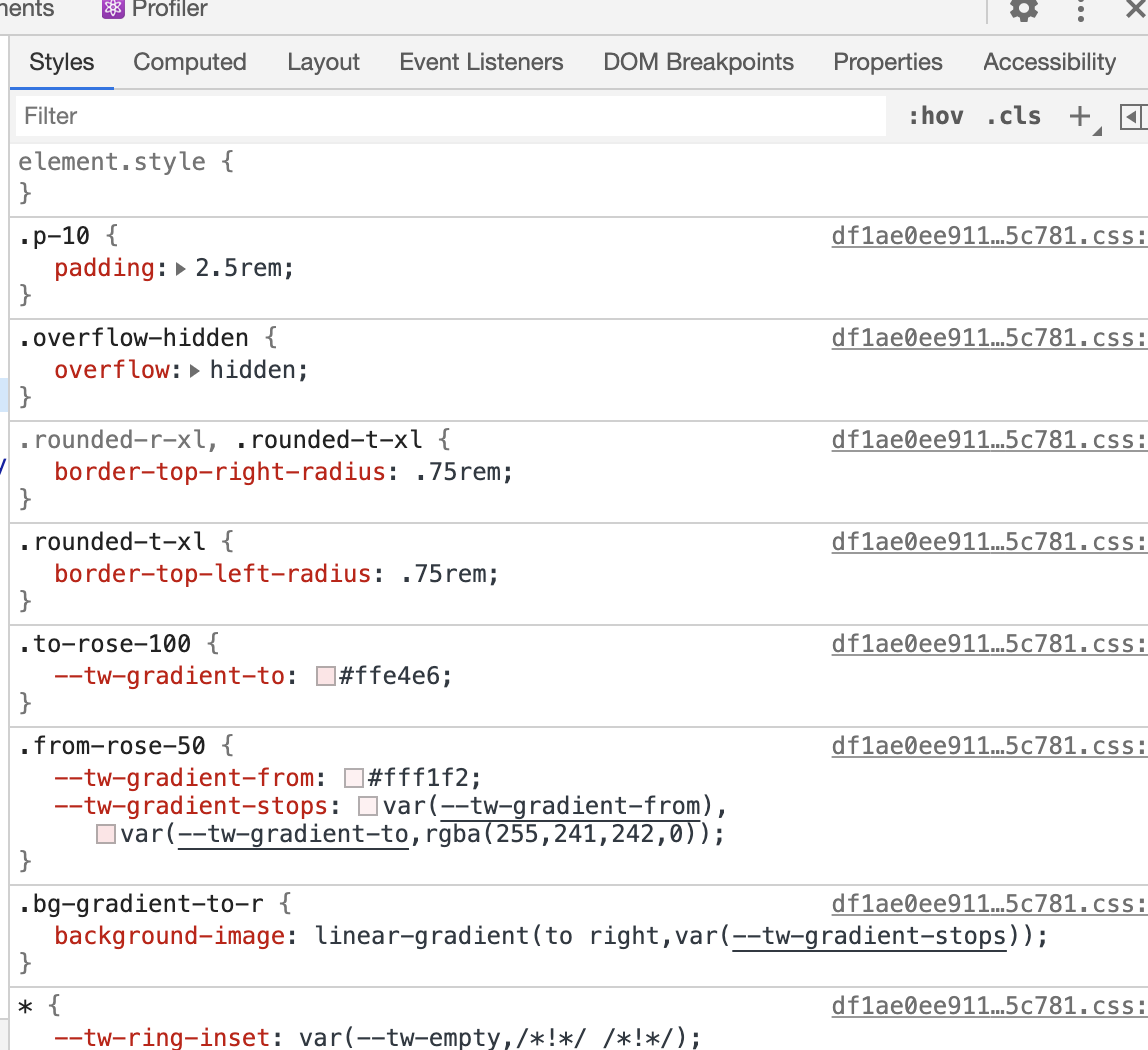 Profiler
Styles Computed Layout Event Listeners DOM Breakpoints Properties Accessibility
Filter :hov .cls +
element.style {
}
.p-10 { df1ae0ee911…5c781.css:
padding: 2.5rem;
}
.overflow-hidden { df1ae0ee911…5c781.css:
overflow: hidden;
}
.rounded-r-xl, .rounded-t-xl { df1ae0ee911…5c781.css:
border-top-right-radius: .75rem;
}
.rounded-t-xl { df1ae0ee911…5c781.css:
border-top-left-radius: .75rem;
}
.to-rose-100 { df1ae0ee911…5c781.css:
--tw-gradient-to: #ffe4e6;
}
.from-rose-50 { df1ae0ee911…5c781.css:
--tw-gradient-from: #fff1f2;
--tw-gradient-stops: var(--tw-gradient-from),
var(--tw-gradient-to,rgba(255,241,242,0));
}
.bg-gradient-to-r { df1ae0ee911…5c781.css:
background-image: linear-gradient(to right,var(--tw-gradient-stops));
}
* { df1ae0ee911…5c781.css:
--tw-ring-inset: var(--tw-empty,/*!*/ /*!*/);